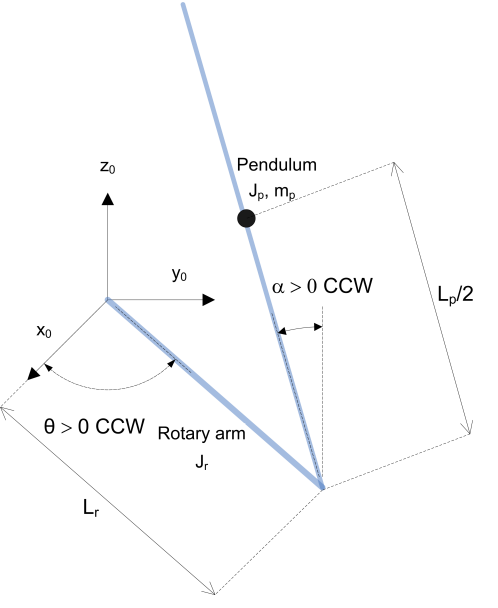 z₀
Pendulum
Jₚ, mₚ
y₀
α > 0 CCW
Lₚ/2
x₀
θ > 0 CCW
Rotary arm
Jᵣ
Lᵣ